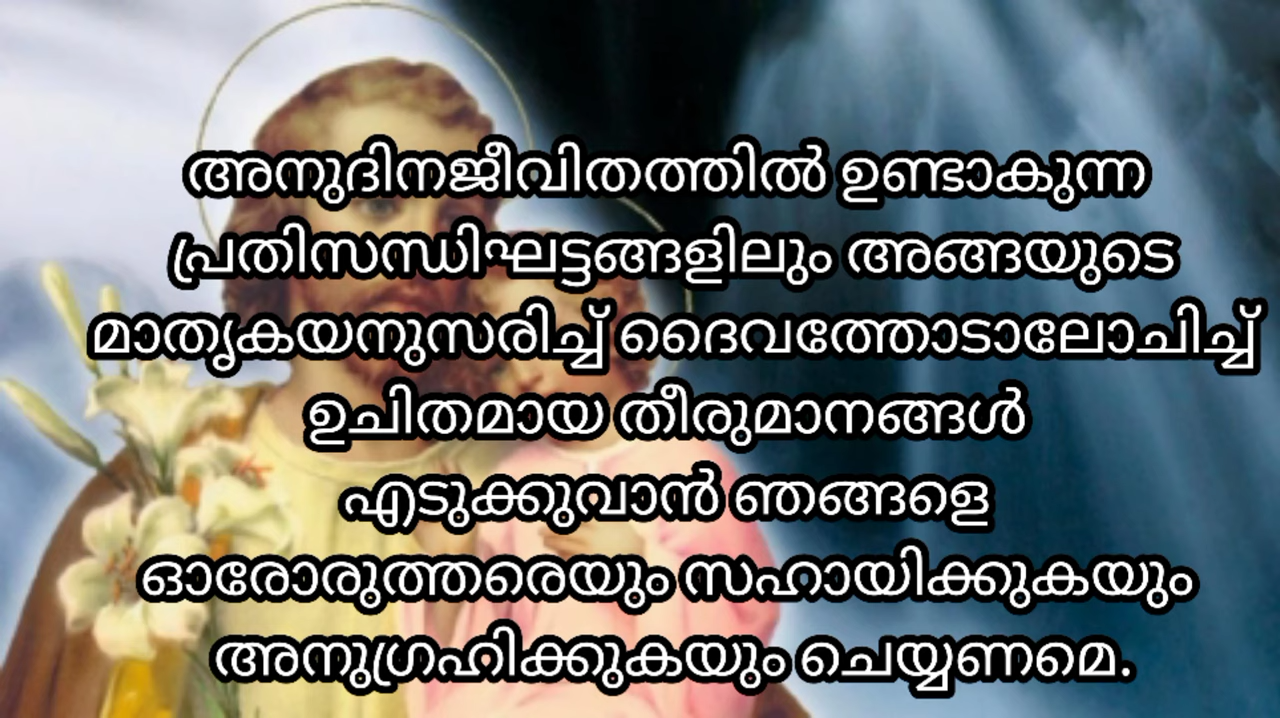 അനുദിനജീവിതത്തിൽ ഉണ്ടാകുന്ന
പ്രതിസന്ധിഘട്ടങ്ങളിലും അങ്ങയുടെ
മാതൃകയനുസരിച്ച് ദൈവത്തോടാലോചിച്ച്
ഉചിതമായ തീരുമാനങ്ങൾ
എടുക്കുവാൻ ഞങ്ങളെ
ഓരോരുത്തരെയും സഹായിക്കുകയും
അനുഗ്രഹിക്കുകയും ചെയ്യണമെ.